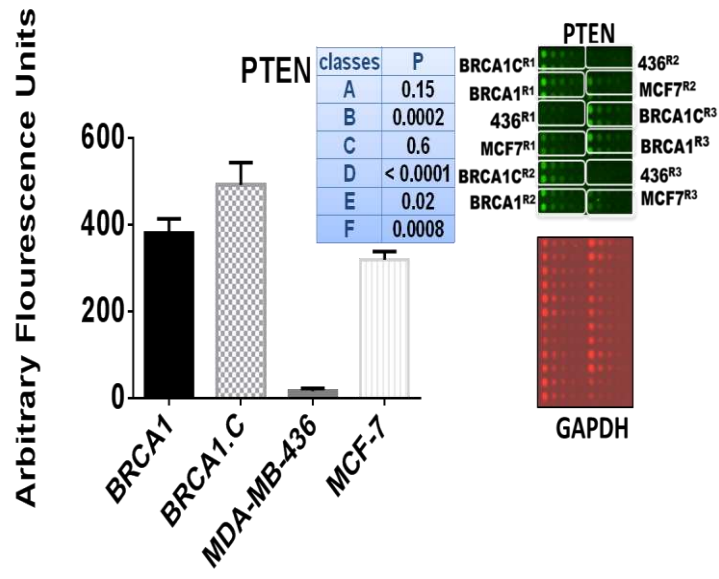 Arbitrary Flourescence Units
PTEN
600
400
200
0
BRCA1
BRCA1.C
MDA-MB-436
MCF-7
classes P
A 0.15
B 0.0002
C 0.6
D < 0.0001
E 0.02
F 0.0008
PTEN
BRCA1C^R1 436^R2
BRCA1^R1 MCF7^R2
436^R1 BRCA1C^R3
MCF7^R1 BRCA1^R3
BRCA1C^R2 436^R3
BRCA1^R2 MCF7^R3
GAPDH